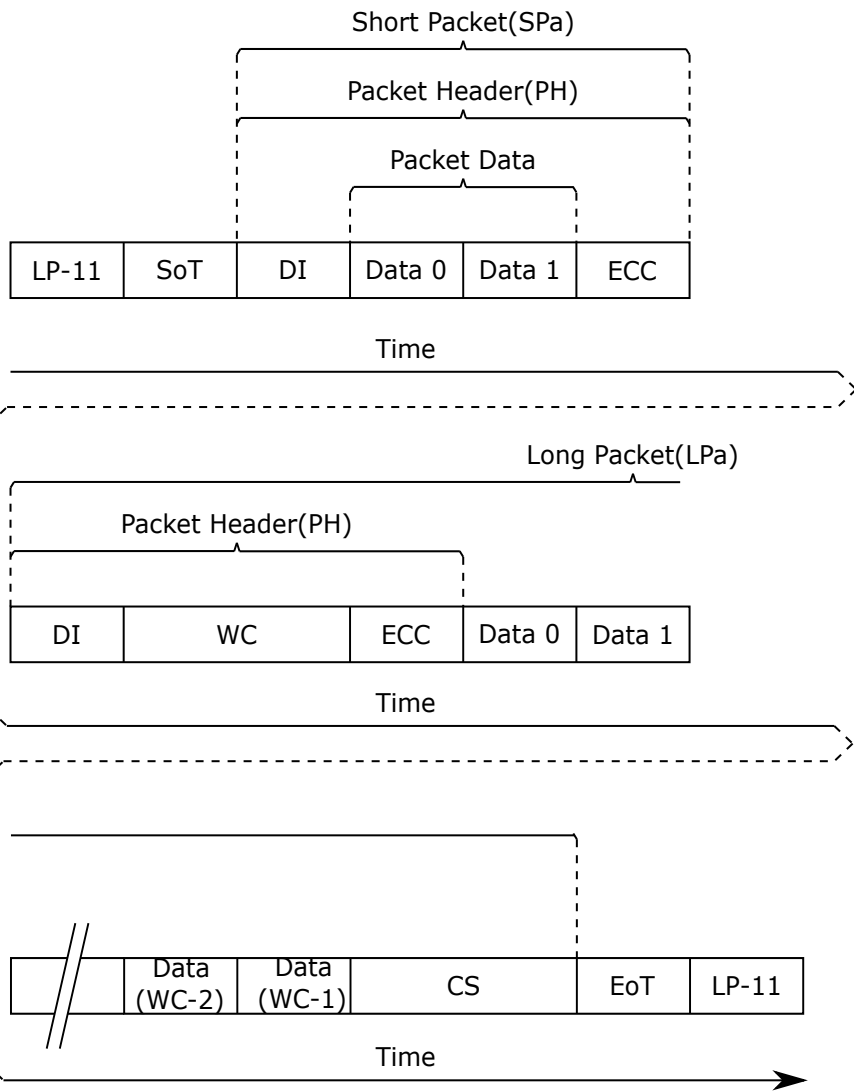 Short Packet(SPa)
Packet Header(PH)
Packet Data
LP-11 SoT DI Data 0 Data 1 ECC
Time
Long Packet(LPa)
Packet Header(PH)
DI WC ECC Data 0 Data 1
Time
Data (WC-2) Data (WC-1) CS EoT LP-11
Time